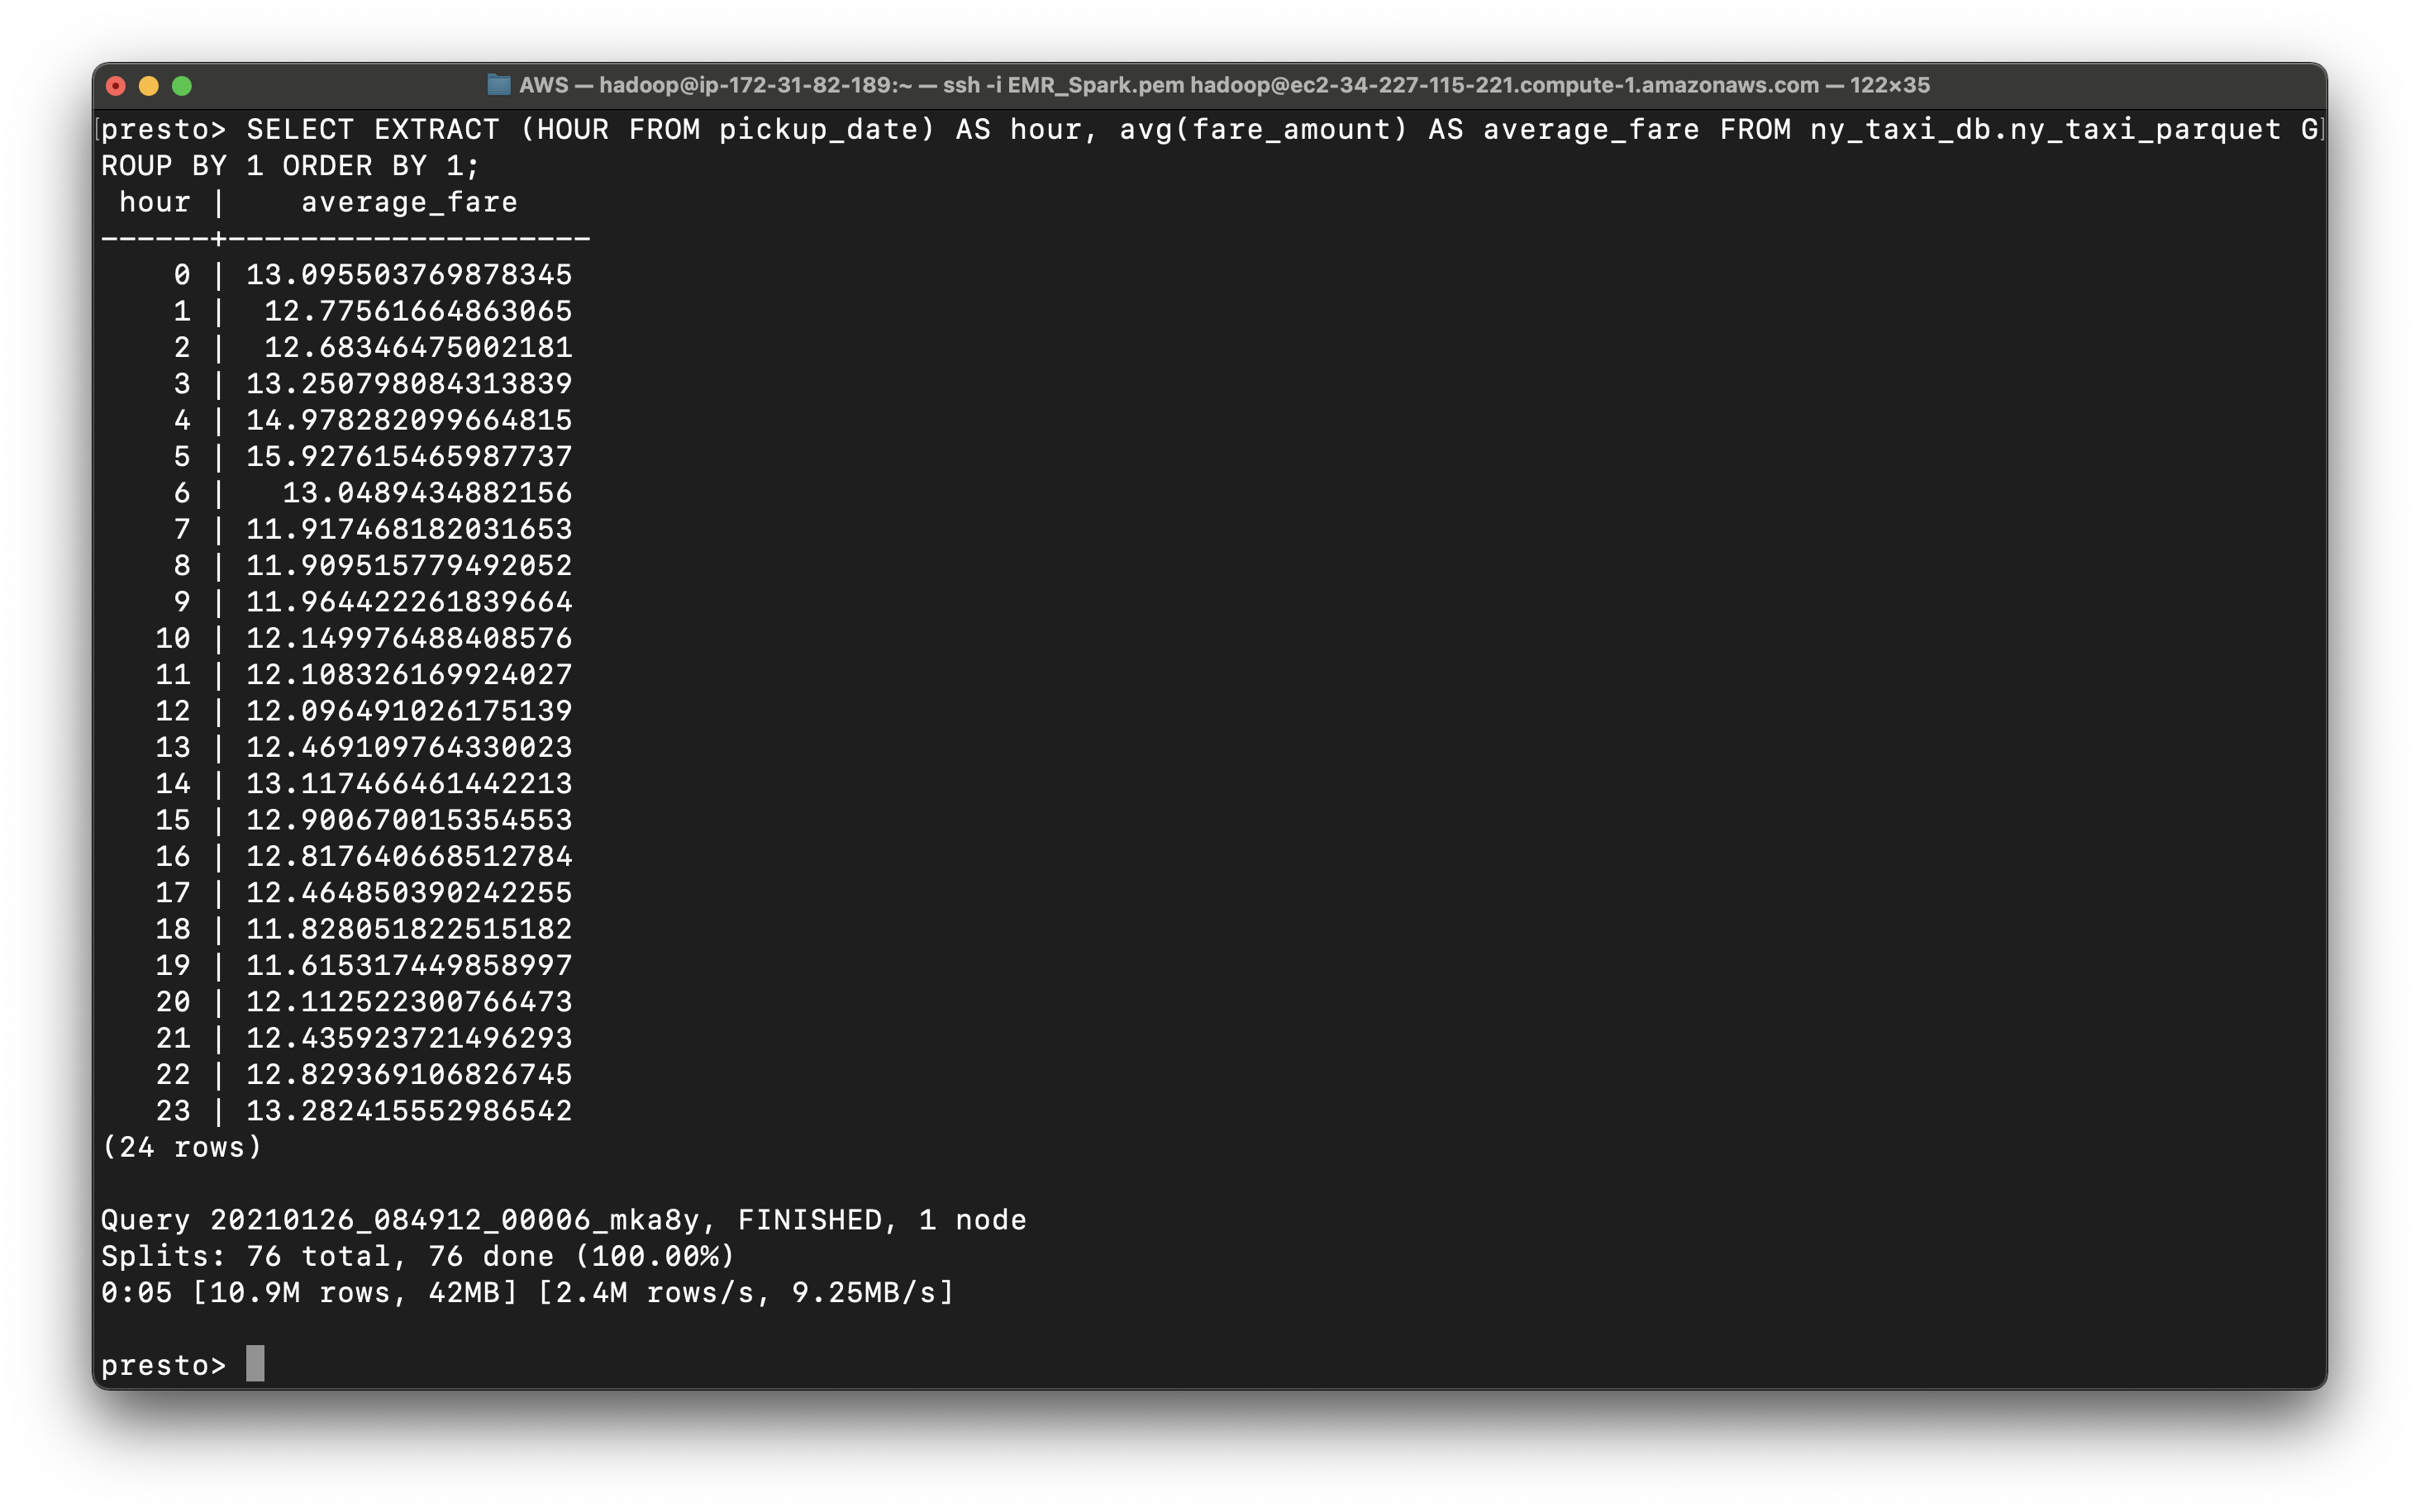 AWS — hadoop@ip-172-31-82-189:~ — ssh -i EMR_Spark.pem hadoop@ec2-34-227-115-221.compute-1.amazonaws.com — 122×35
[presto> SELECT EXTRACT (HOUR FROM pickup_date) AS hour, avg(fare_amount) AS average_fare FROM ny_taxi_db.ny_taxi_parquet G]
ROUP BY 1 ORDER BY 1;
 hour |    average_fare
------+--------------------
    0 | 13.095503769878345
    1 |  12.77561664863065
    2 |  12.68346475002181
    3 | 13.250798084313839
    4 | 14.978282099664815
    5 | 15.927615465987737
    6 |   13.0489434882156
    7 | 11.917468182031653
    8 | 11.909515779492052
    9 | 11.964422261839664
   10 | 12.149976488408576
   11 | 12.108326169924027
   12 | 12.096491026175139
   13 | 12.469109764330023
   14 | 13.117466461442213
   15 | 12.900670015354553
   16 | 12.817640668512784
   17 | 12.464850390242255
   18 | 11.828051822515182
   19 | 11.615317449858997
   20 | 12.112522300766473
   21 | 12.435923721496293
   22 | 12.829369106826745
   23 | 13.282415552986542
(24 rows)
Query 20210126_084912_00006_mka8y, FINISHED, 1 node
Splits: 76 total, 76 done (100.00%)
0:05 [10.9M rows, 42MB] [2.4M rows/s, 9.25MB/s]
presto>